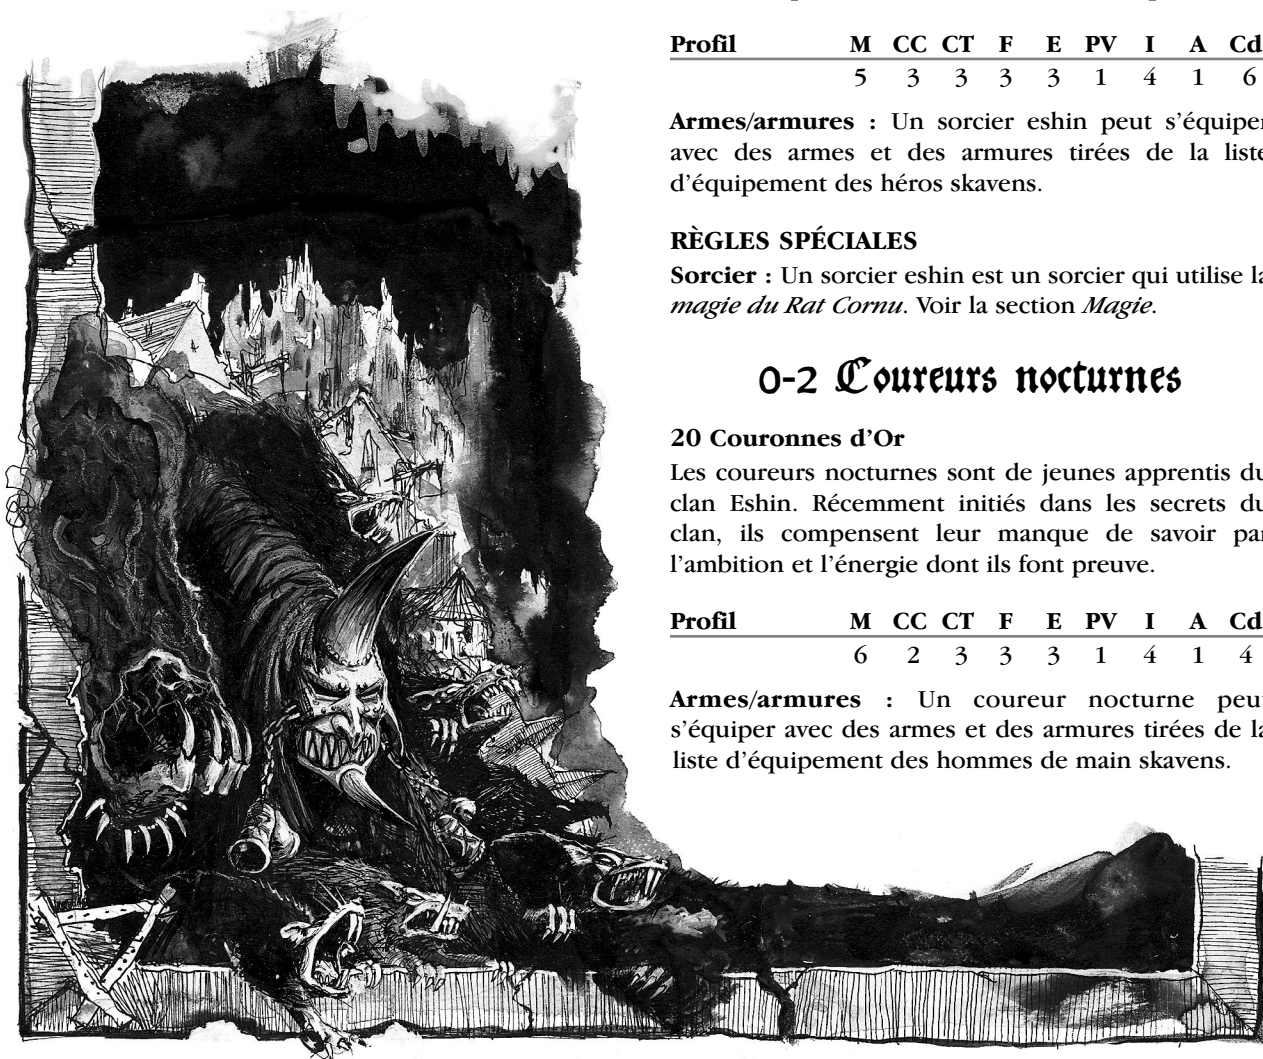 Profil M CC CT F E PV I A Cd
5 3 3 3 3 1 4 1 6
Armes/armures : Un sorcier eshin peut s'équiper
avec des armes et des armures tirées de la liste
d'équipement des héros skavens.
RÈGLES SPÉCIALES
Sorcier : Un sorcier eshin est un sorcier qui utilise la
magie du Rat Cornu. Voir la section Magie.
0-2 Coureurs nocturnes
20 Couronnes d'Or
Les coureurs nocturnes sont de jeunes apprentis du
clan Eshin. Récemment initiés dans les secrets du
clan, ils compensent leur manque de savoir par
l'ambition et l'énergie dont ils font preuve.
Profil M CC CT F E PV I A Cd
6 2 3 3 3 1 4 1 4
Armes/armures : Un coureur nocturne peut
s'équiper avec des armes et des armures tirées de la
liste d'équipement des hommes de main skavens.